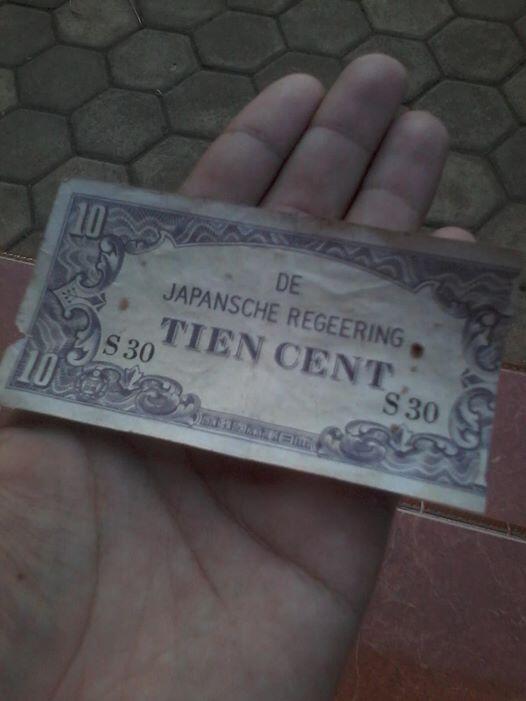 10
DE
JAPANSCHE REGEERING
TIEN CENT
S 30
S 30
10